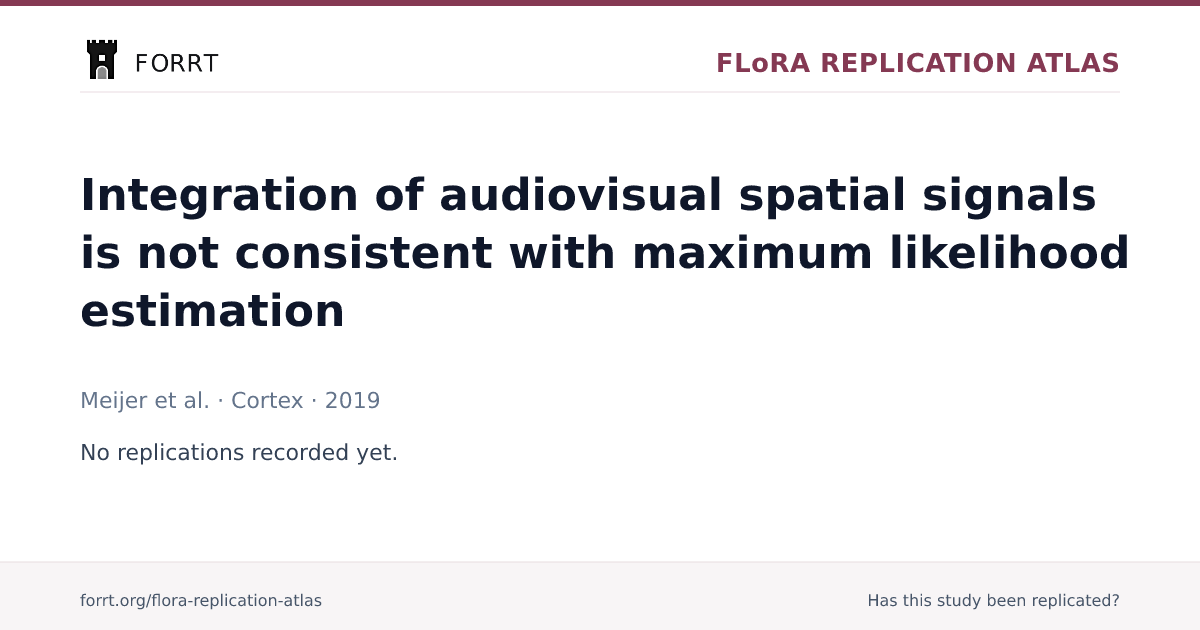 FORRT
FLoRA REPLICATION ATLAS
Integration of audiovisual spatial signals
is not consistent with maximum likelihood
estimation
Meijer et al. · Cortex · 2019
No replications recorded yet.
forrt.org/flora-replication-atlas
Has this study been replicated?